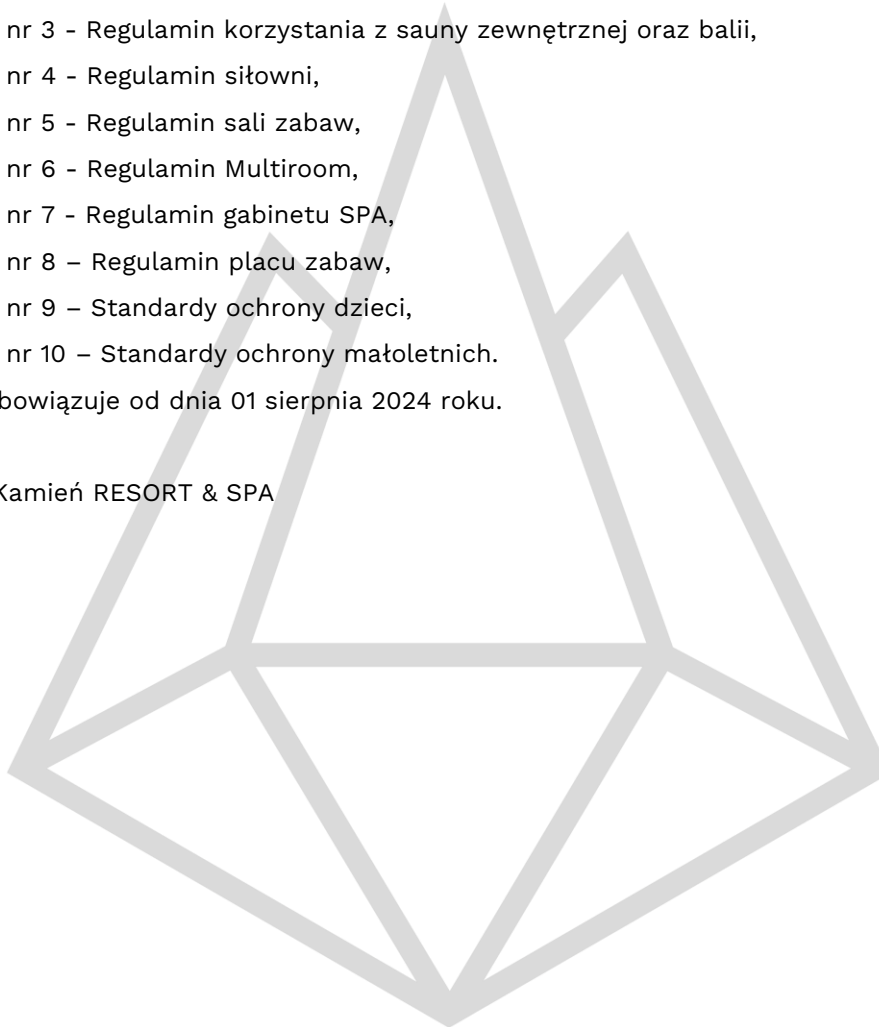 nr 3 - Regulamin korzystania z sauny zewnętrznej oraz balii,
nr 4 - Regulamin siłowni,
nr 5 - Regulamin sali zabaw,
nr 6 - Regulamin Multiroom,
nr 7 - Regulamin gabinetu SPA,
nr 8 – Regulamin placu zabaw,
nr 9 – Standardy ochrony dzieci,
nr 10 – Standardy ochrony małoletnich.
bowiązuje od dnia 01 sierpnia 2024 roku.
Kamień RESORT & SPA